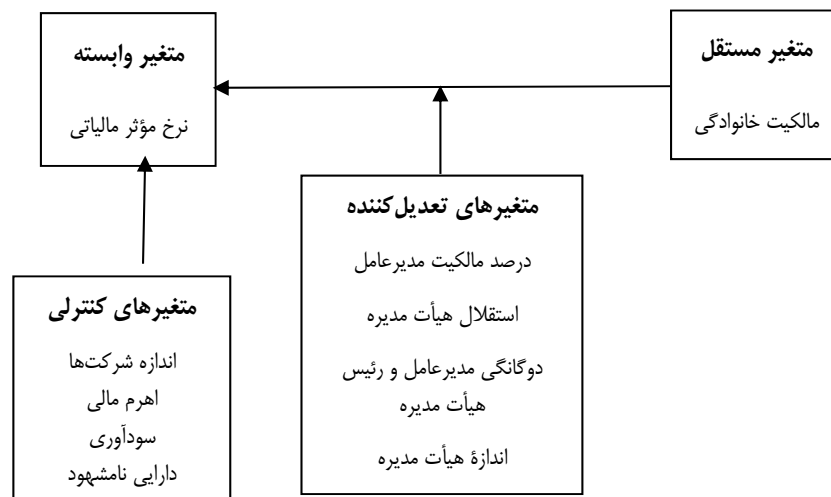 متغیر مستقل
مالکیت خانوادگی
متغیر وابسته
نرخ مؤثر مالیاتی
متغیرهای تعدیل‌کننده
درصد مالکیت مدیرعامل
استقلال هیأت مدیره
دوگانگی مدیرعامل و رئیس
هیأت مدیره
اندازۀ هیأت مدیره
متغیرهای کنترلی
اندازه شرکت‌ها
اهرم مالی
سودآوری
دارایی نامشهود